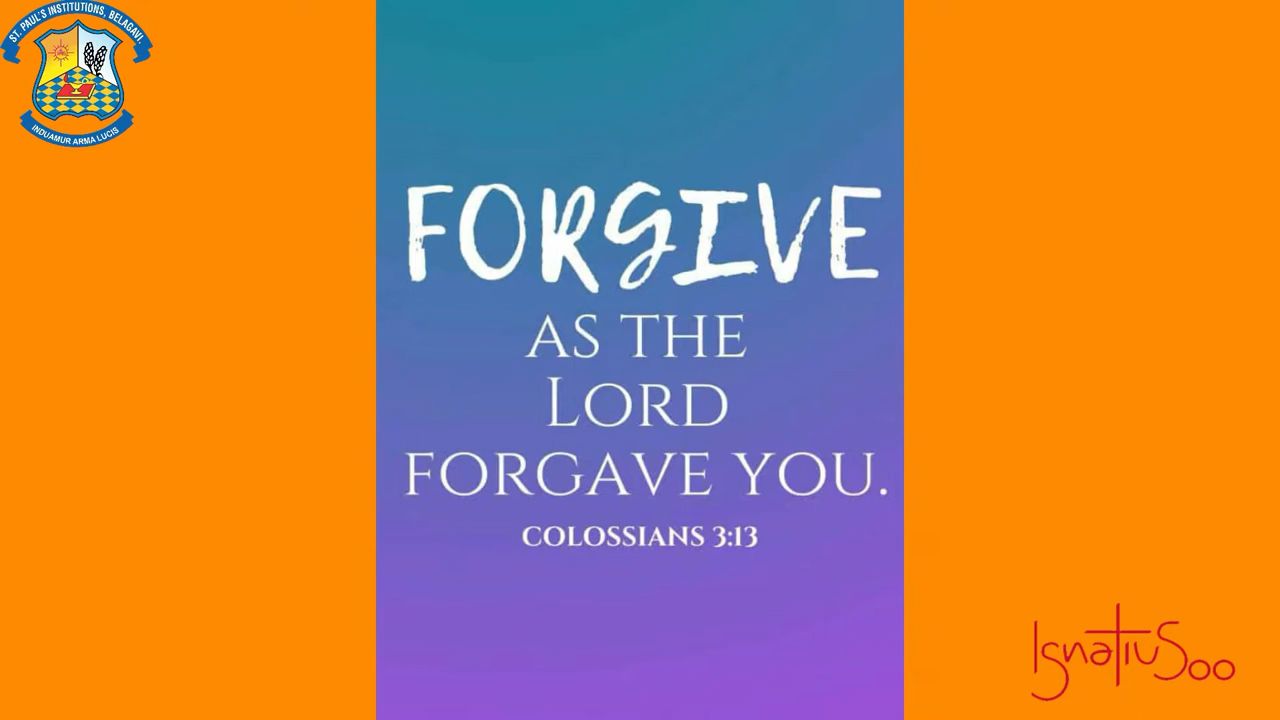 ST. PAUL'S INSTITUTIONS, BELAGAVI.
INDUAMUR ARMA LUCIS
FORGIVE
AS THE
LORD
FORGAVE YOU.
COLOSSIANS 3:13
IgnatiuSoo